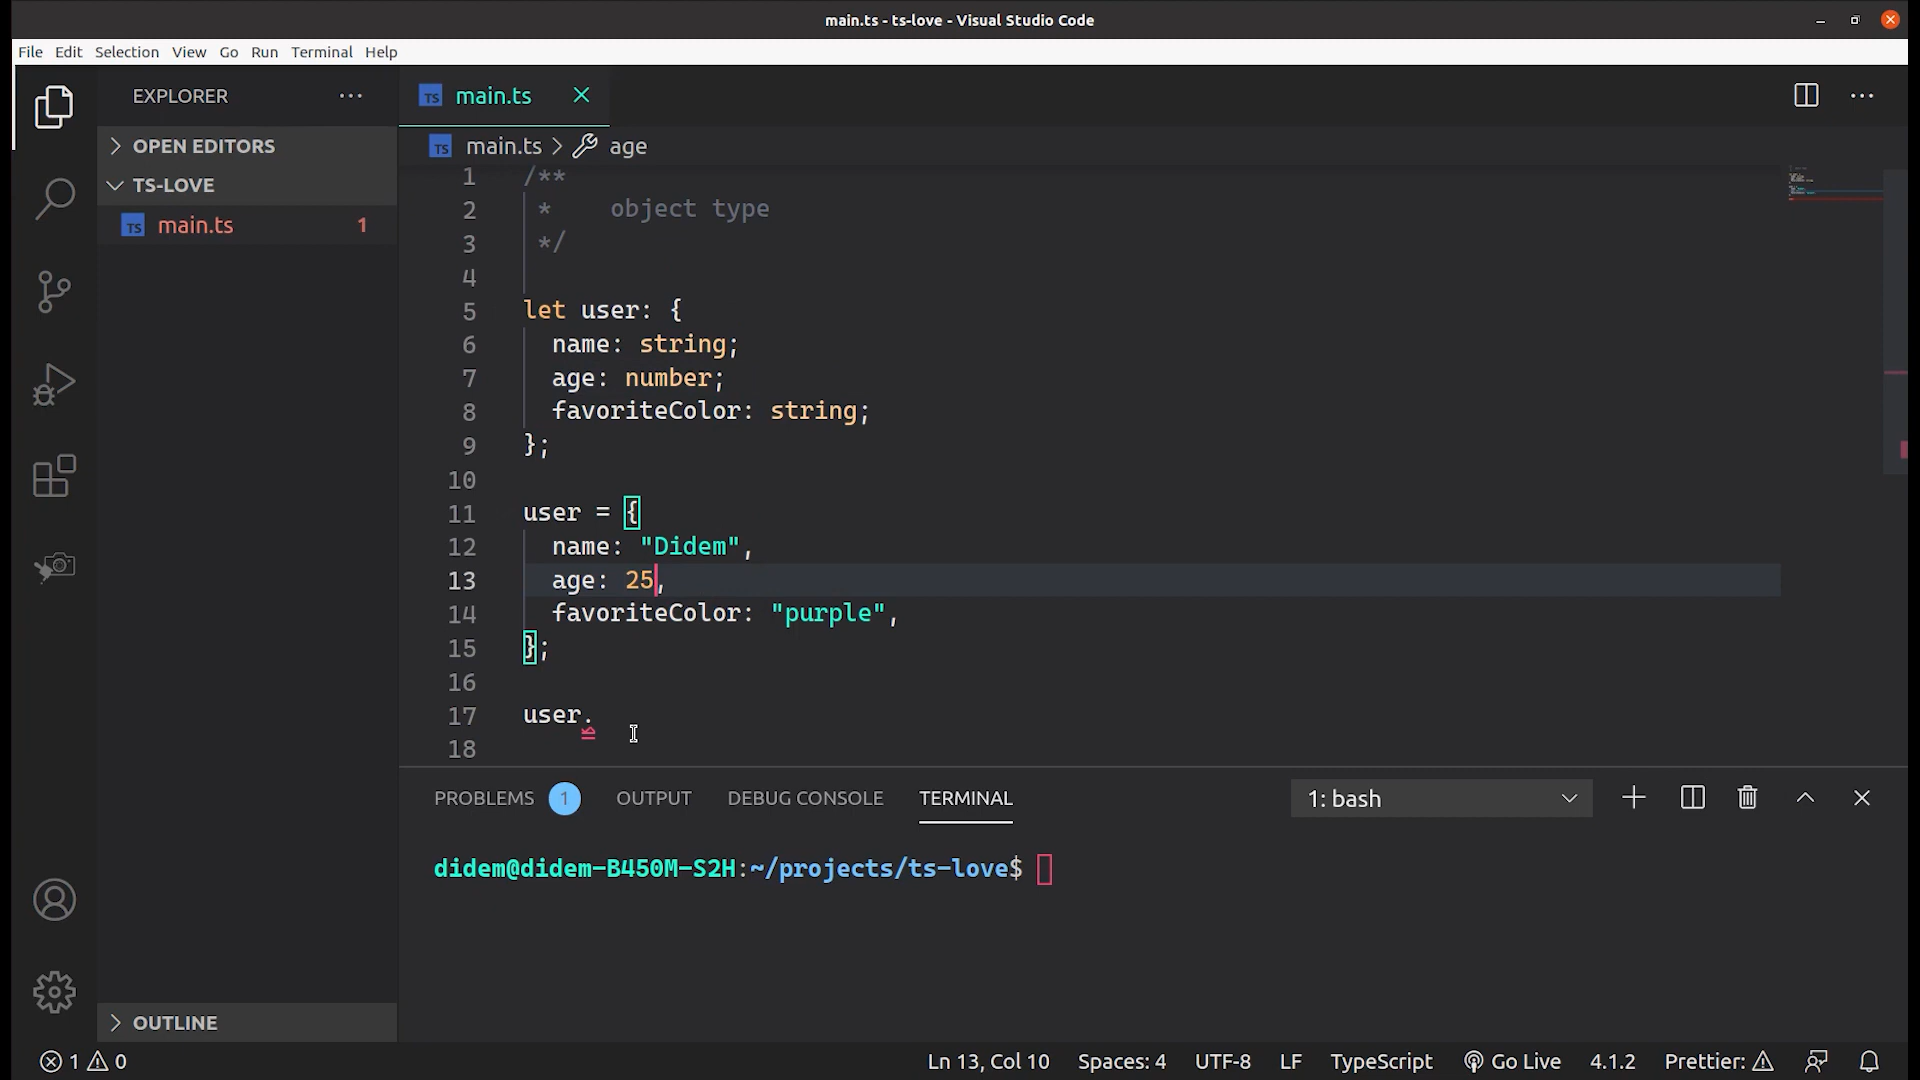 main.ts - ts-love - Visual Studio Code
File Edit Selection View Go Run Terminal Help
EXPLORER
OPEN EDITORS
TS-LOVE
TS main.ts 1
OUTLINE
TS main.ts
TS main.ts > age
1 /**
2 * object type
3 */
4
5 let user: {
6 name: string;
7 age: number;
8 favoriteColor: string;
9 };
10
11 user = {
12 name: "Didem",
13 age: 25,
14 favoriteColor: "purple",
15 };
16
17 user.
18
PROBLEMS 1 OUTPUT DEBUG CONSOLE TERMINAL 1: bash
didem@didem-B450M-S2H:~/projects/ts-love$
1 0 Ln 13, Col 10 Spaces: 4 UTF-8 LF TypeScript Go Live 4.1.2 Prettier: